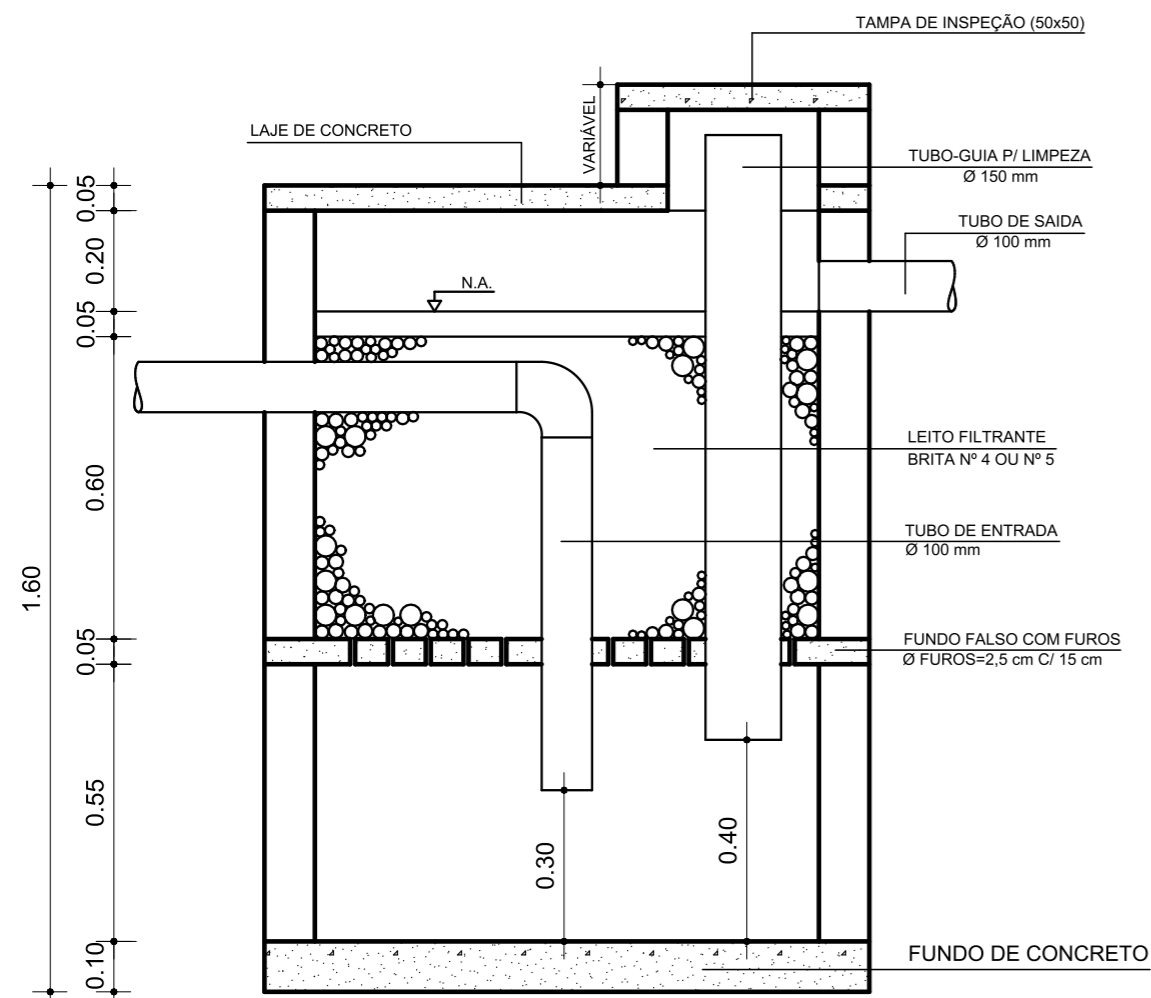 TAMPA DE INSPEÇÃO (50x50)
VARIÁVEL
LAJE DE CONCRETO
TUBO-GUIA P/ LIMPEZA
Ø 150 mm
TUBO DE SAIDA
Ø 100 mm
N.A.
LEITO FILTRANTE
BRITA Nº 4 OU Nº 5
TUBO DE ENTRADA
Ø 100 mm
FUNDO FALSO COM FUROS
Ø FUROS=2,5 cm C/ 15 cm
FUNDO DE CONCRETO
1.60
0.05
0.20
0.05
0.60
0.05
0.55
0.10
0.30
0.40